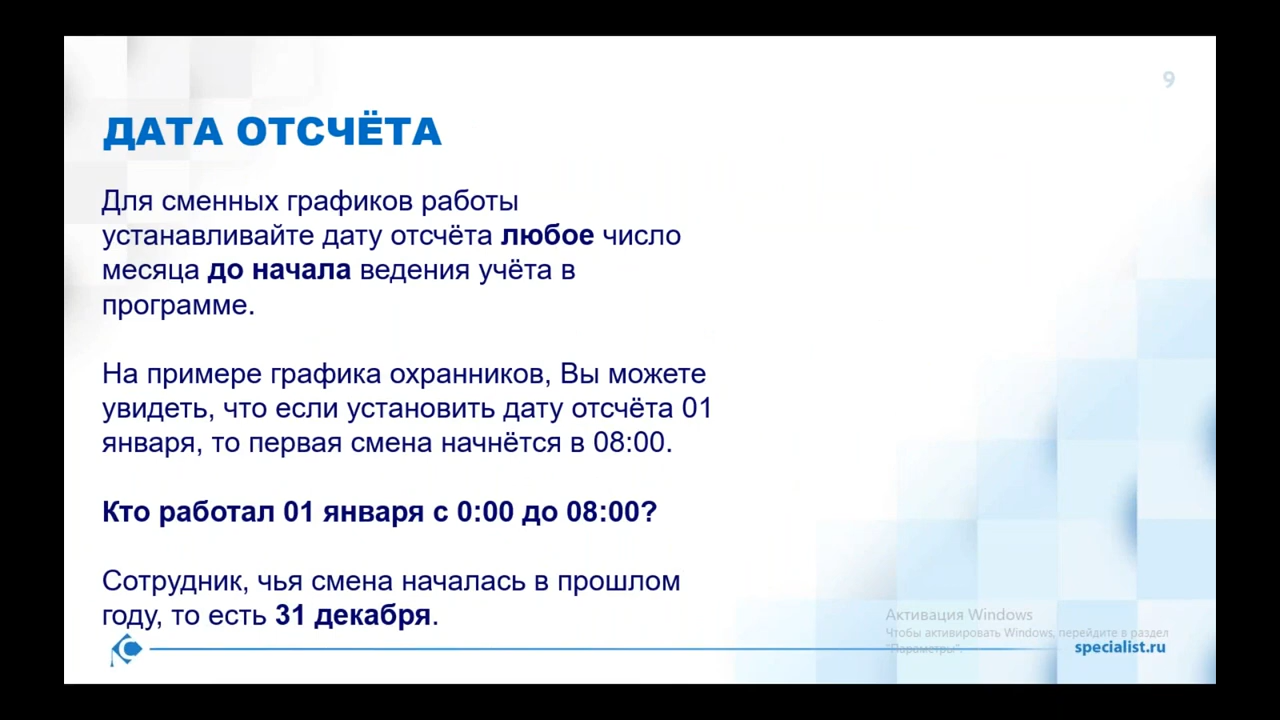 9
ДАТА ОТСЧЁТА
Для сменных графиков работы
устанавливайте дату отсчёта любое число
месяца до начала ведения учёта в
программе.
На примере графика охранников, Вы можете
увидеть, что если установить дату отсчёта 01
января, то первая смена начнётся в 08:00.
Кто работал 01 января с 0:00 до 08:00?
Сотрудник, чья смена началась в прошлом
году, то есть 31 декабря.
Активация Windows
Чтобы активировать Windows, перейдите в раздел
"Параметры".
specialist.ru